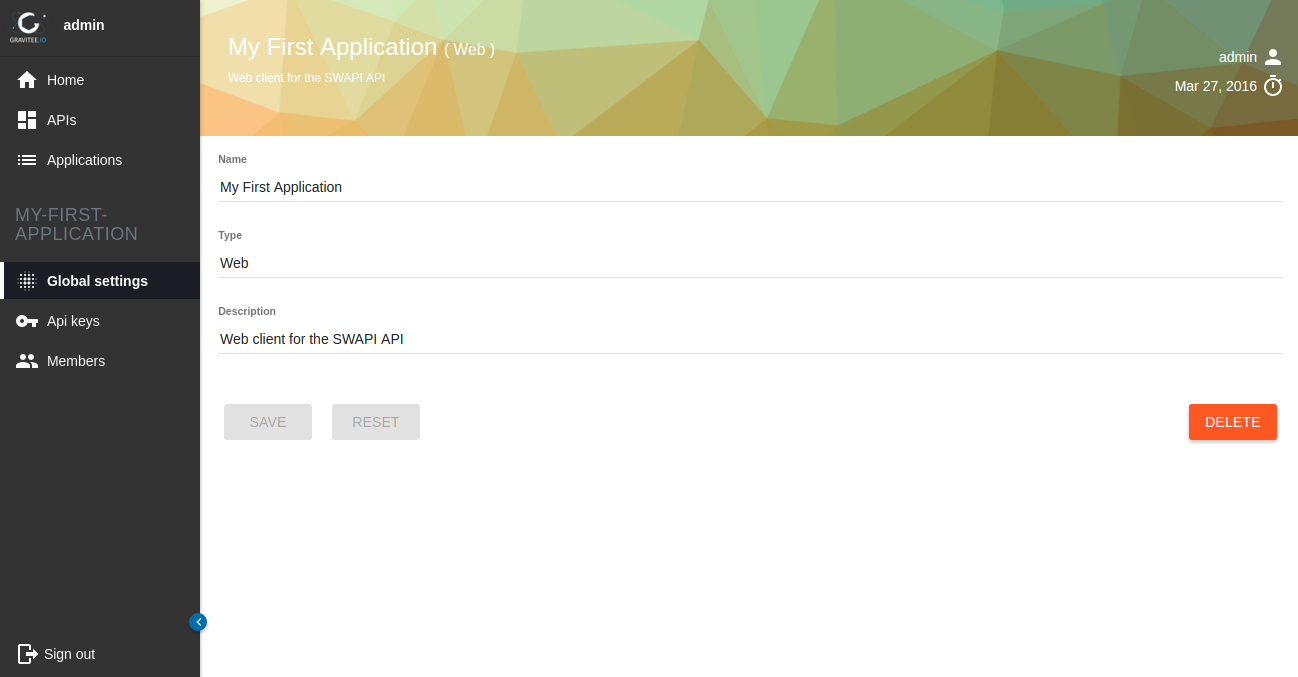 GRAVITEE.IO
admin
Home
APIs
Applications
MY-FIRST-
APPLICATION
Global settings
Api keys
Members
Sign out
My First Application ( Web )
Web client for the SWAPI API
admin
Mar 27, 2016
Name
My First Application
Type
Web
Description
Web client for the SWAPI API
SAVE
RESET
DELETE